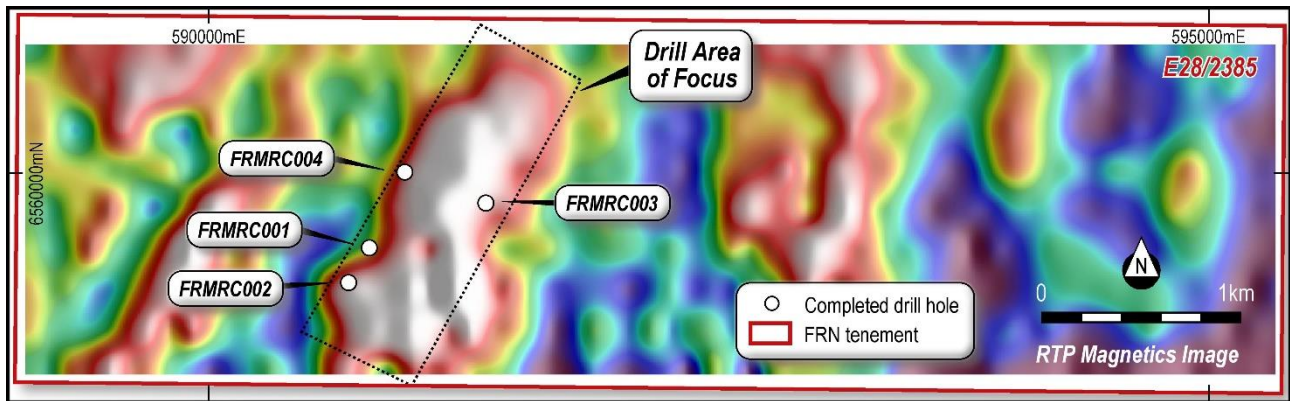 590000mE
595000mE
E28/2385
Drill Area
of Focus
FRMRC004
6560000mN
FRMRC003
FRMRC001
FRMRC002
N
Completed drill hole
FRN tenement
0
1km
RTP Magnetics Image